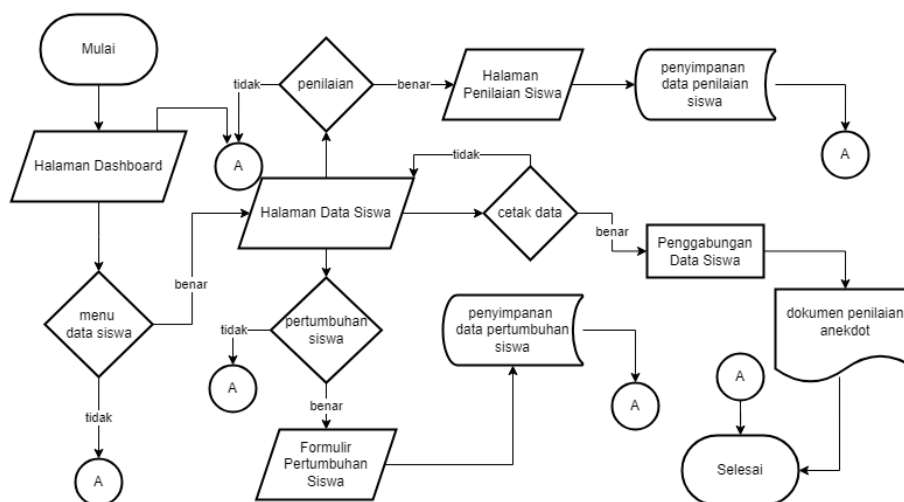 Mulai
tidak
penilaian
benar
Halaman
Penilaian Siswa
penyimpanan
data penilaian
siswa
Halaman Dashboard
A
A
tidak
Halaman Data Siswa
cetak data
benar
Penggabungan
Data Siswa
benar
menu
data siswa
tidak
pertumbuhan
siswa
penyimpanan
data pertumbuhan
siswa
dokumen penilaian
anekdot
A
A
A
benar
tidak
Formulir
Pertumbuhan
Siswa
A
Selesai